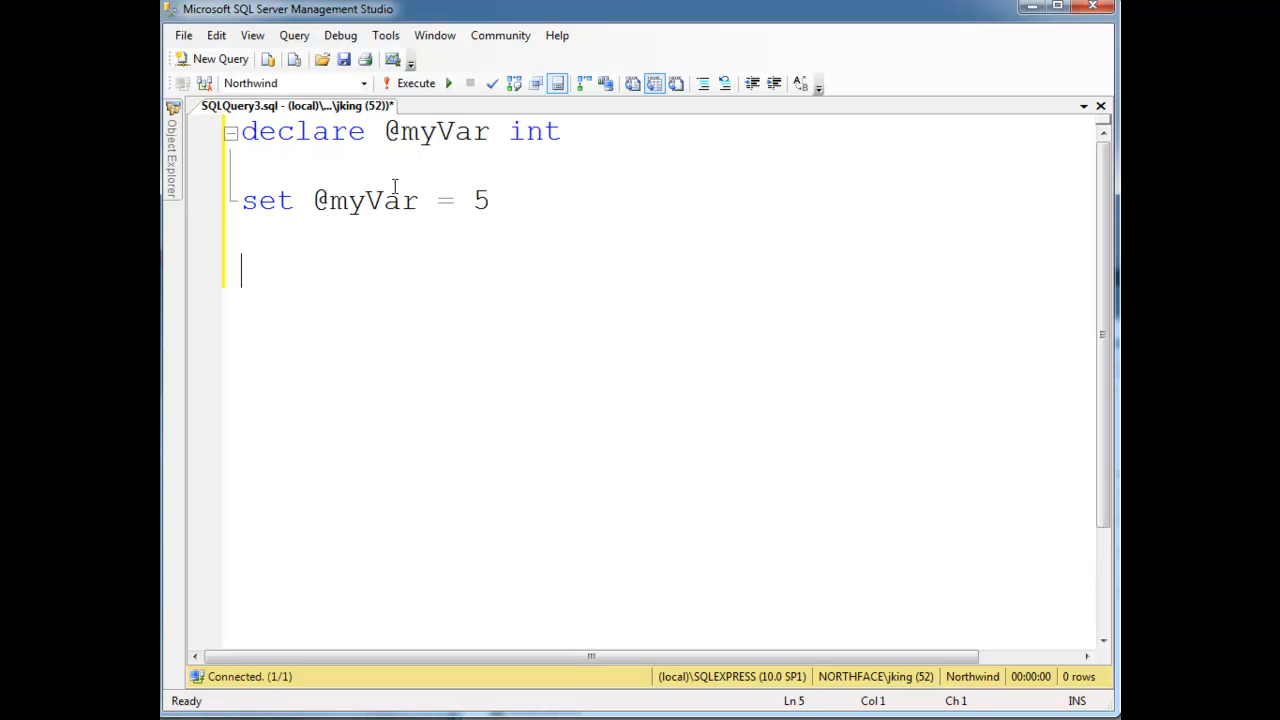 Microsoft SQL Server Management Studio
File Edit View Query Debug Tools Window Community Help
New Query
Northwind Execute
SQLQuery3.sql - (local)\...\jking (52))*
Object Explorer
declare @myVar int
set @myVar = 5
Connected. (1/1) (local)\SQLEXPRESS (10.0 SP1) NORTHFACE\jking (52) Northwind 00:00:00 0 rows
Ready Ln 5 Col 1 Ch 1 INS